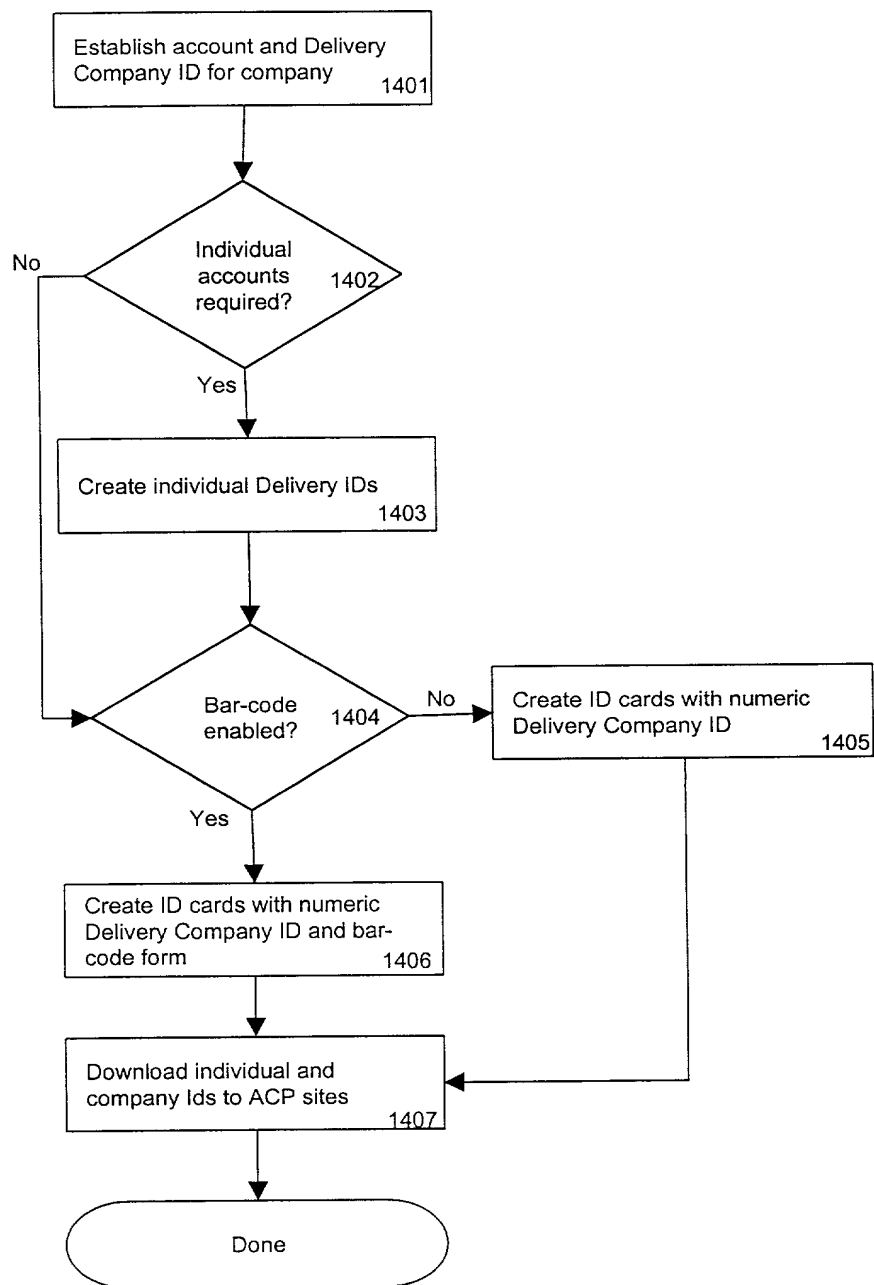 Establish account and Delivery
Company ID for company
1401
Individual
accounts
required?
1402
No
Yes
Create individual Delivery IDs
1403
Bar-code
enabled?
1404
No
Create ID cards with numeric
Delivery Company ID
1405
Yes
Create ID cards with numeric
Delivery Company ID and bar-
code form
1406
Download individual and
company Ids to ACP sites
1407
Done